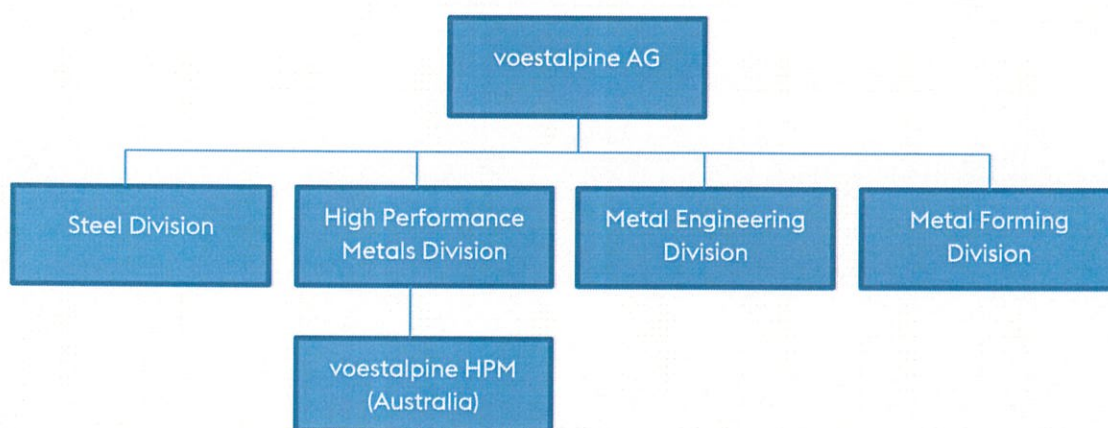 voestalpine AG
Steel Division
High Performance
Metals Division
Metal Engineering
Division
Metal Forming
Division
voestalpine HPM
(Australia)